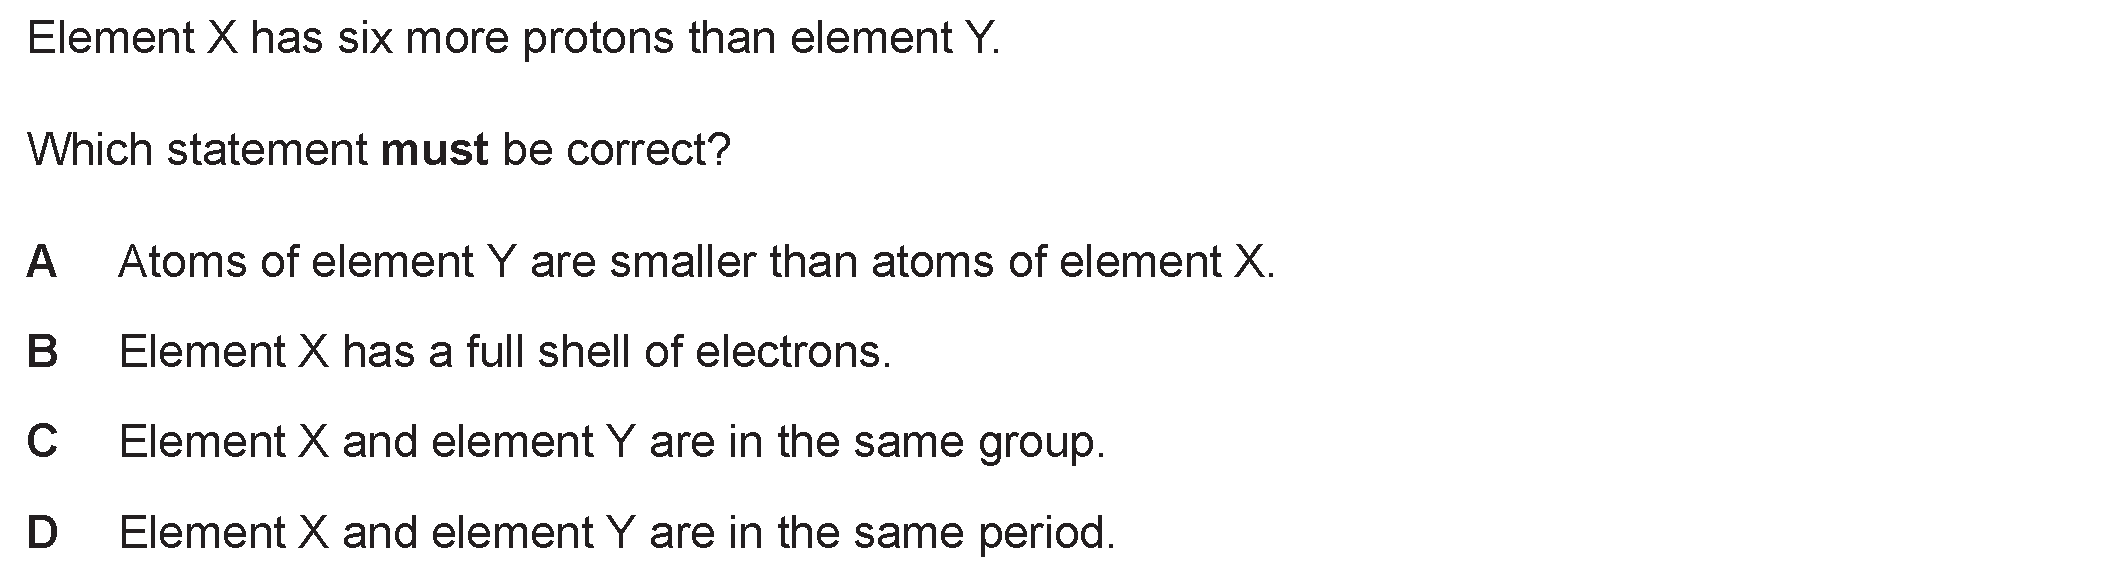 Element X has six more protons than element Y.
Which statement must be correct?
A Atoms of element Y are smaller than atoms of element X.
B Element X has a full shell of electrons.
C Element X and element Y are in the same group.
D Element X and element Y are in the same period.